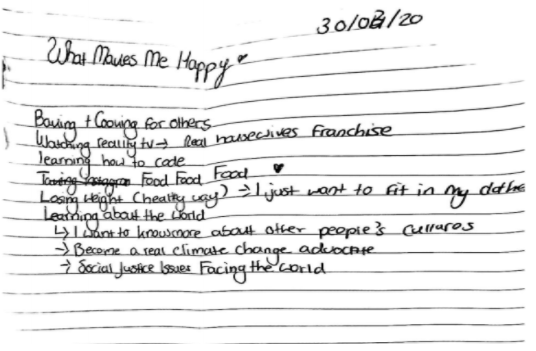 30/08/20
What Makes Me Happy ♥
Baking + Cooking for others
Watching reality tv → Real housewives Franchise
learning how to code
Food Food Food ♥
Losing Weight (healthy way) → I just want to fit in my clothes
Learning about the world
↳ I want to know more about other people's cultures
→ Become a real climate change advocate
→ Social Justice Issues Facing the world